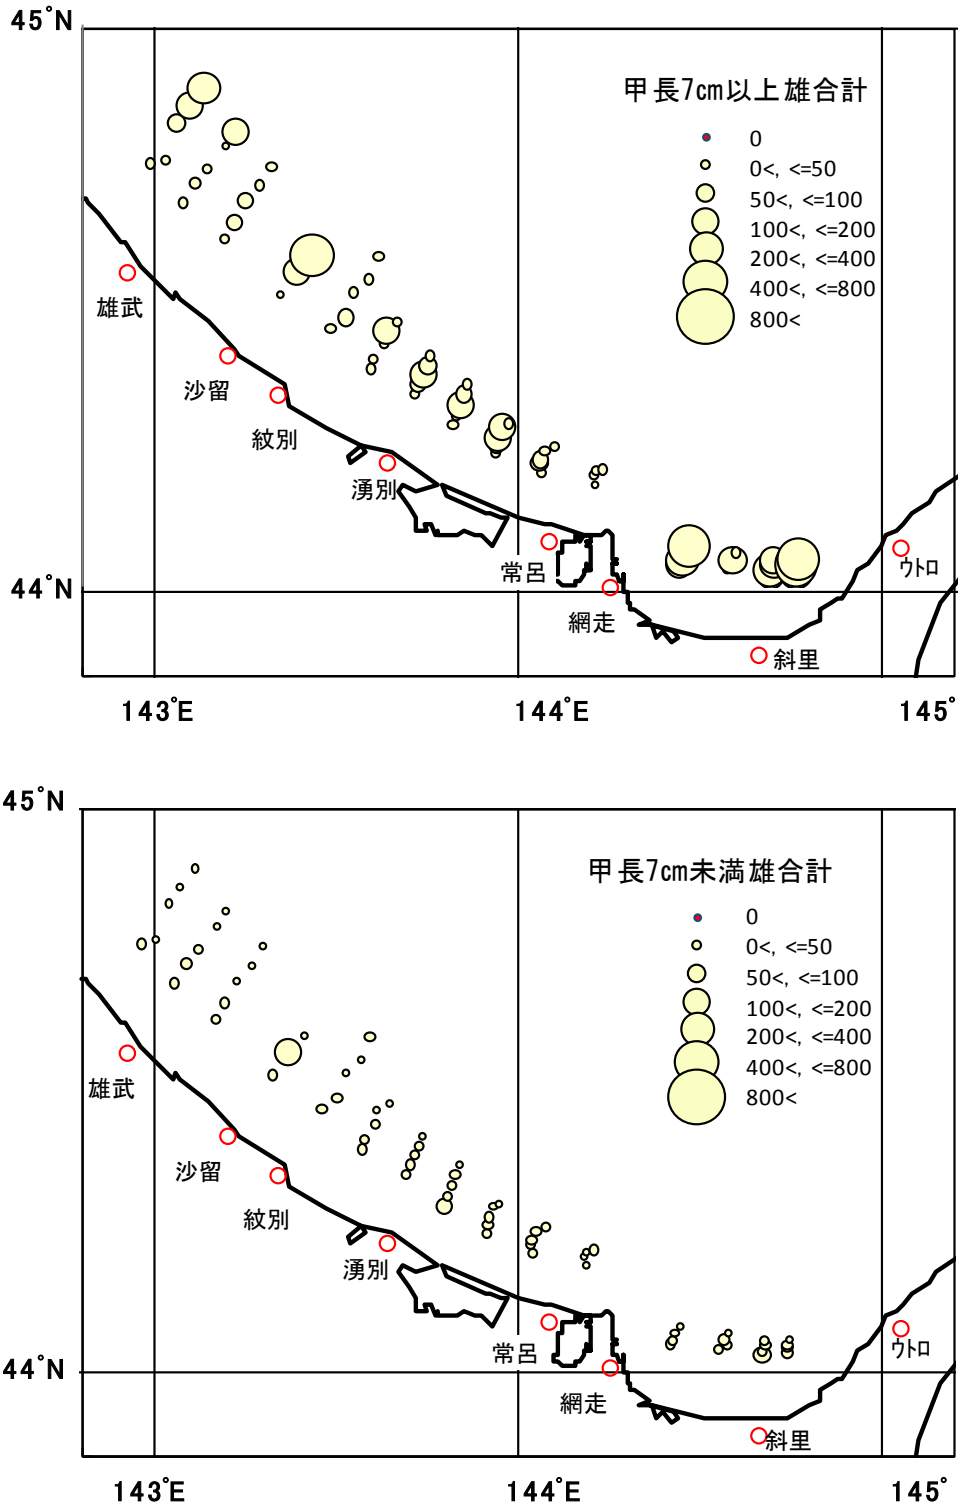 45°N
甲長7cm以上雄合計
0
0<, <=50
50<, <=100
100<, <=200
200<, <=400
400<, <=800
800<
雄武
沙留
紋別
湧別
常呂
網走
斜里
ウトロ
44°N
143°E
144°E
145°
45°N
甲長7cm未満雄合計
0
0<, <=50
50<, <=100
100<, <=200
200<, <=400
400<, <=800
800<
雄武
沙留
紋別
湧別
常呂
網走
斜里
ウトロ
44°N
143°E
144°E
145°